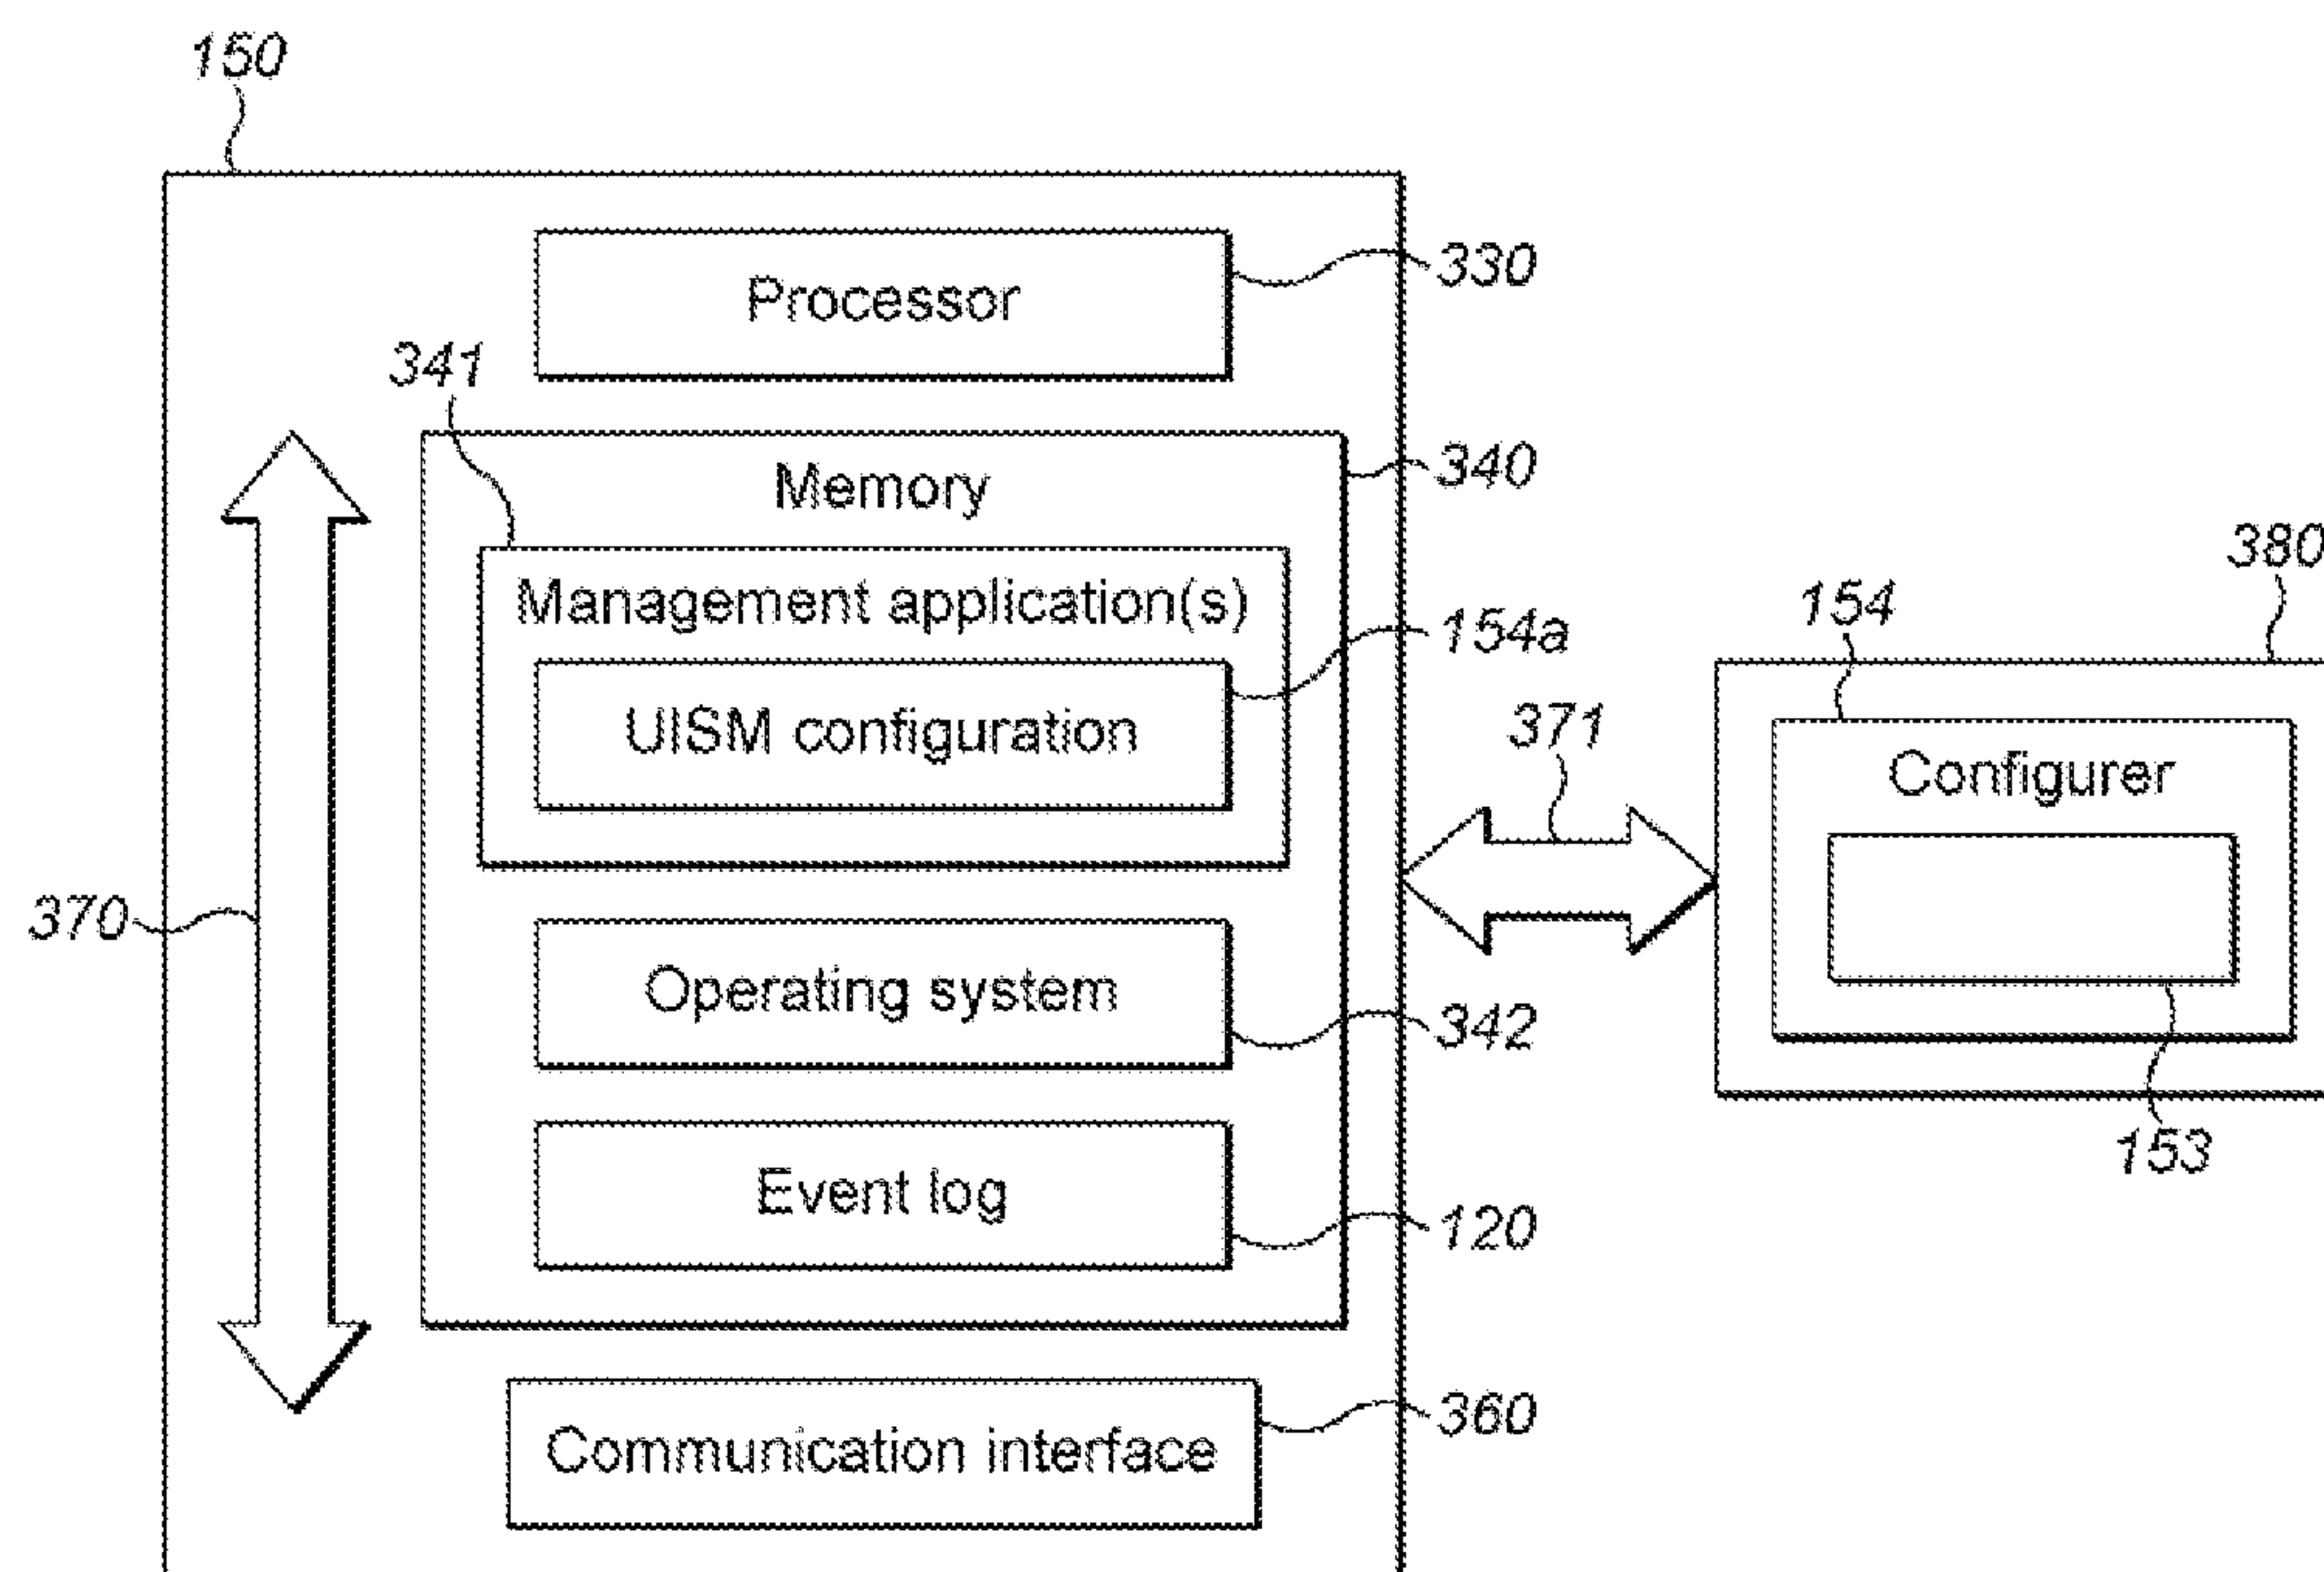 150
Processor
330
341
Memory
340
Management application(s)
154a
UISM configuration
370
Operating system
342
Event log
120
Communication interface
360
371
380
154
Configurer
153